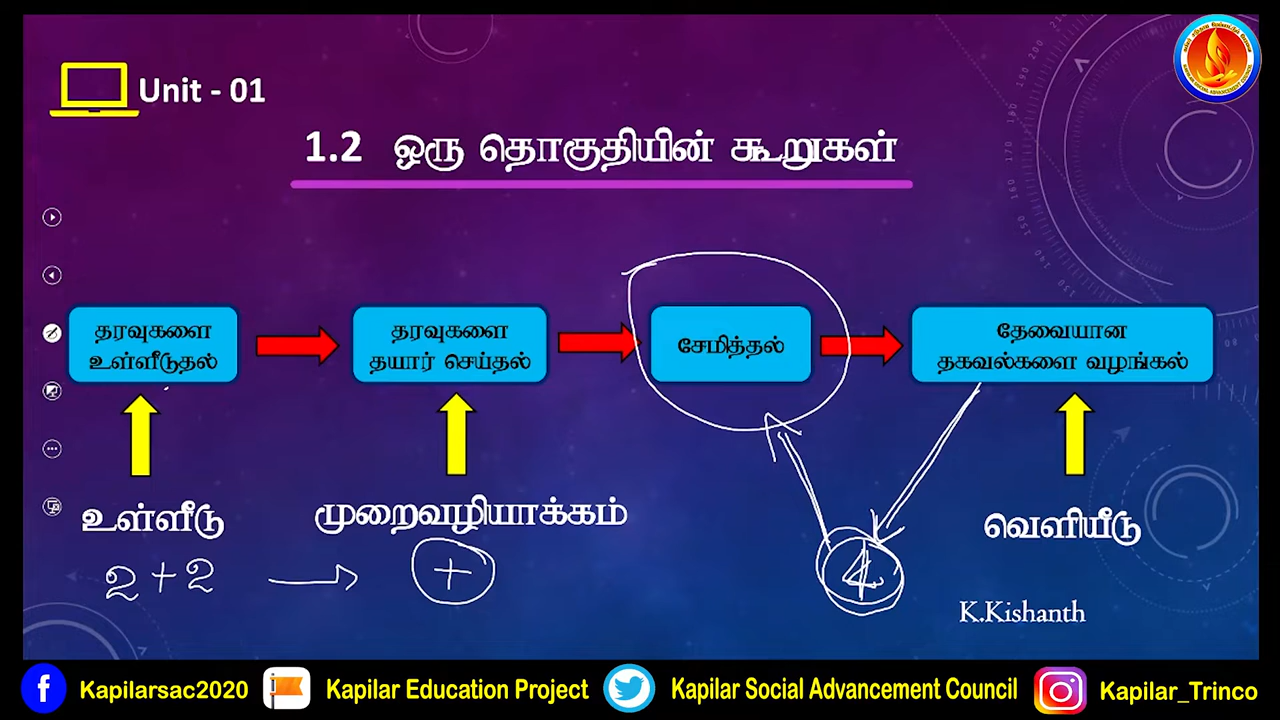 Unit - 01
1.2 ஒரு தொகுதியின் கூறுகள்
தரவுகளை
உள்ளீடுதல்
தரவுகளை
தயார் செய்தல்
சேமித்தல்
தேவையான
தகவல்களை வழங்கல்
உள்ளீடு
முறைவழியாக்கம்
வெளியீடு
2 + 2
+
4
K.Kishanth
Kapilarsac2020
Kapilar Education Project
Kapilar Social Advancement Council
Kapilar_Trinco